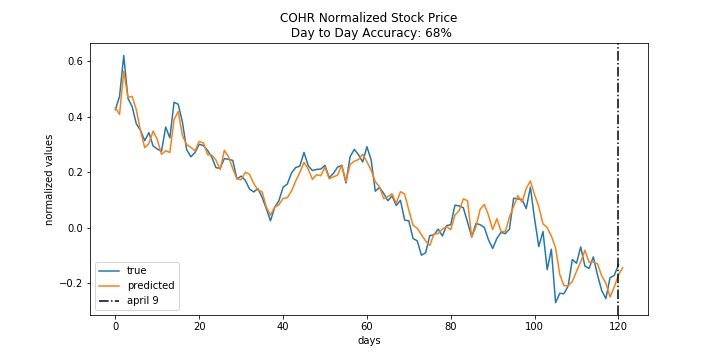 COHR Normalized Stock Price
Day to Day Accuracy: 68%
normalized values
0.6
0.4
0.2
0.0
−0.2
true
predicted
april 9
0 20 40 60 80 100 120
days